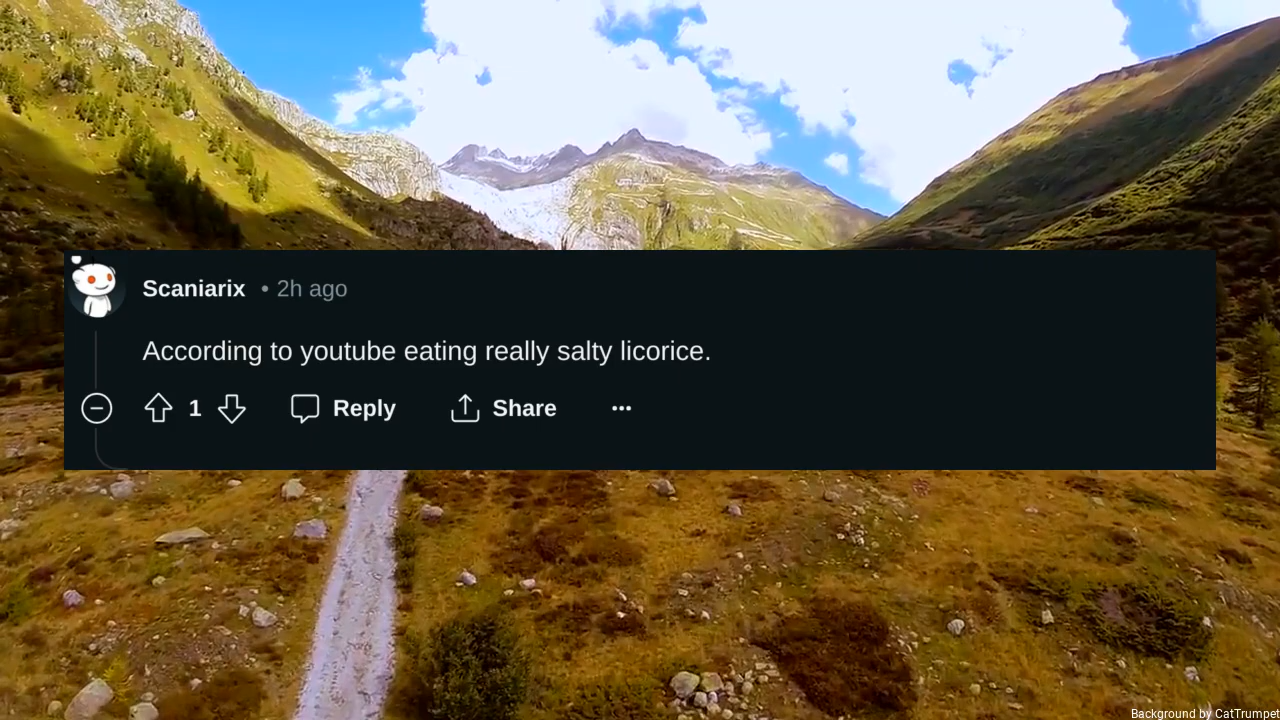 Scaniarix • 2h ago
According to youtube eating really salty licorice.
1 Reply Share
Background by CatTrumpet